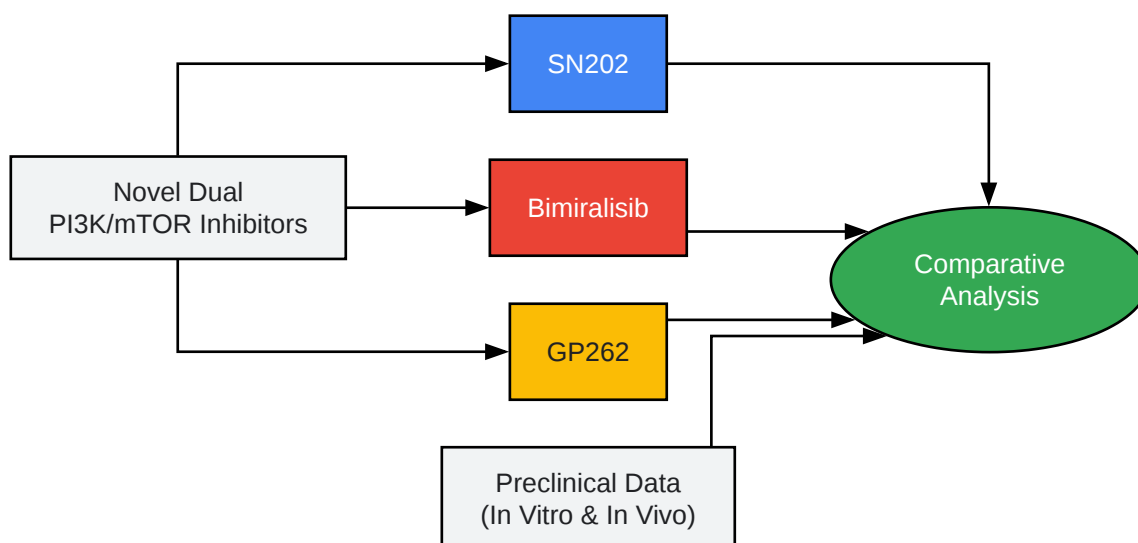 SN202
Novel Dual
PI3K/mTOR Inhibitors
Bimiralisib
Comparative
Analysis
GP262
Preclinical Data
(In Vitro & In Vivo)